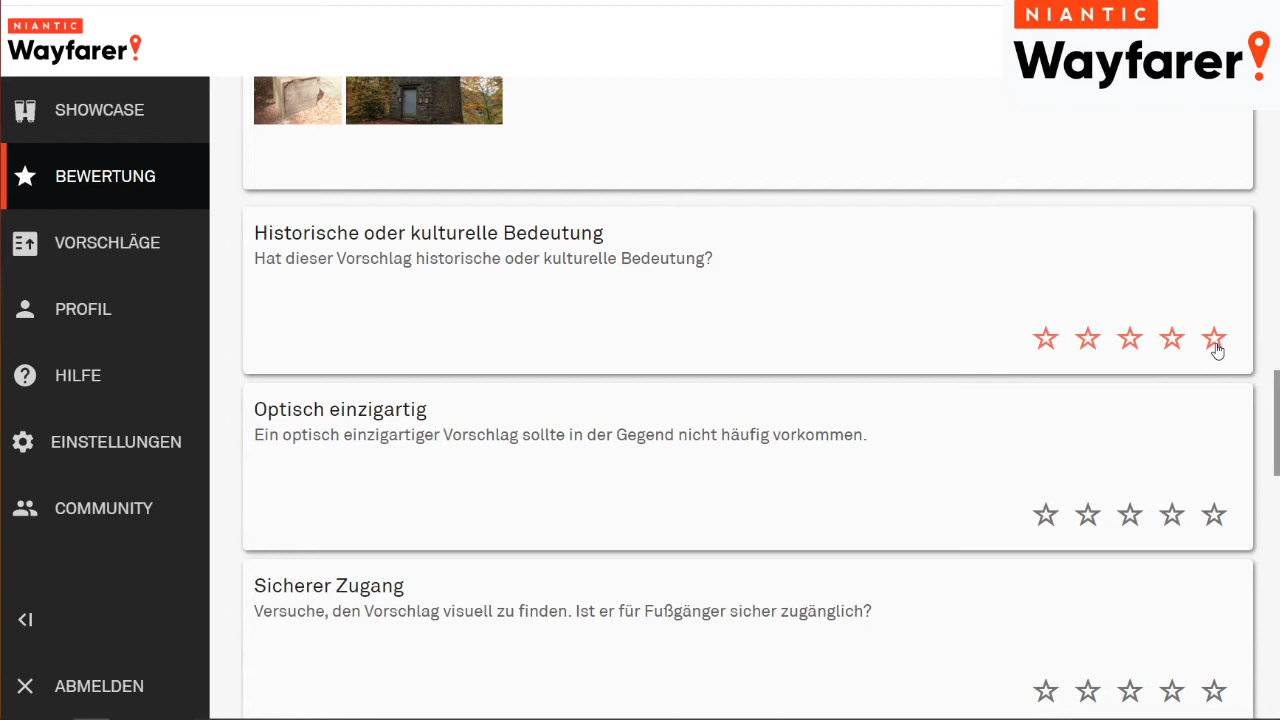 NIANTIC
Wayfarer!
NIANTIC
Wayfarer!
SHOWCASE
BEWERTUNG
VORSCHLÄGE
PROFIL
HILFE
EINSTELLUNGEN
COMMUNITY
ABMELDEN
Historische oder kulturelle Bedeutung
Hat dieser Vorschlag historische oder kulturelle Bedeutung?
Optisch einzigartig
Ein optisch einzigartiger Vorschlag sollte in der Gegend nicht häufig vorkommen.
Sicherer Zugang
Versuche, den Vorschlag visuell zu finden. Ist er für Fußgänger sicher zugänglich?